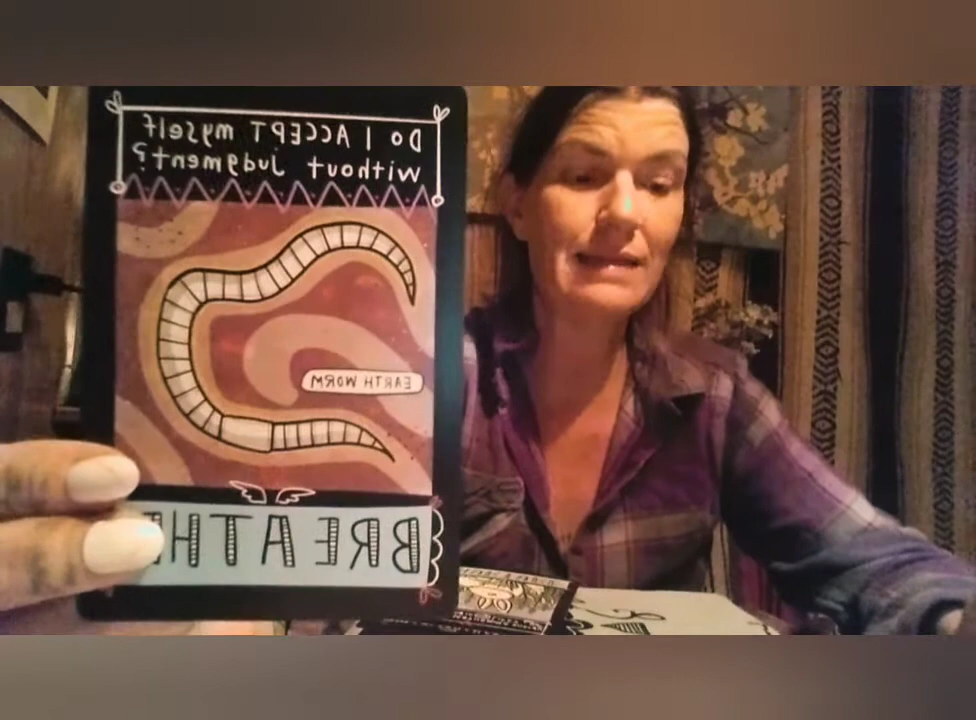 Do I ACCEPT myself
without judgment?
EARTH WORM
BREATHE